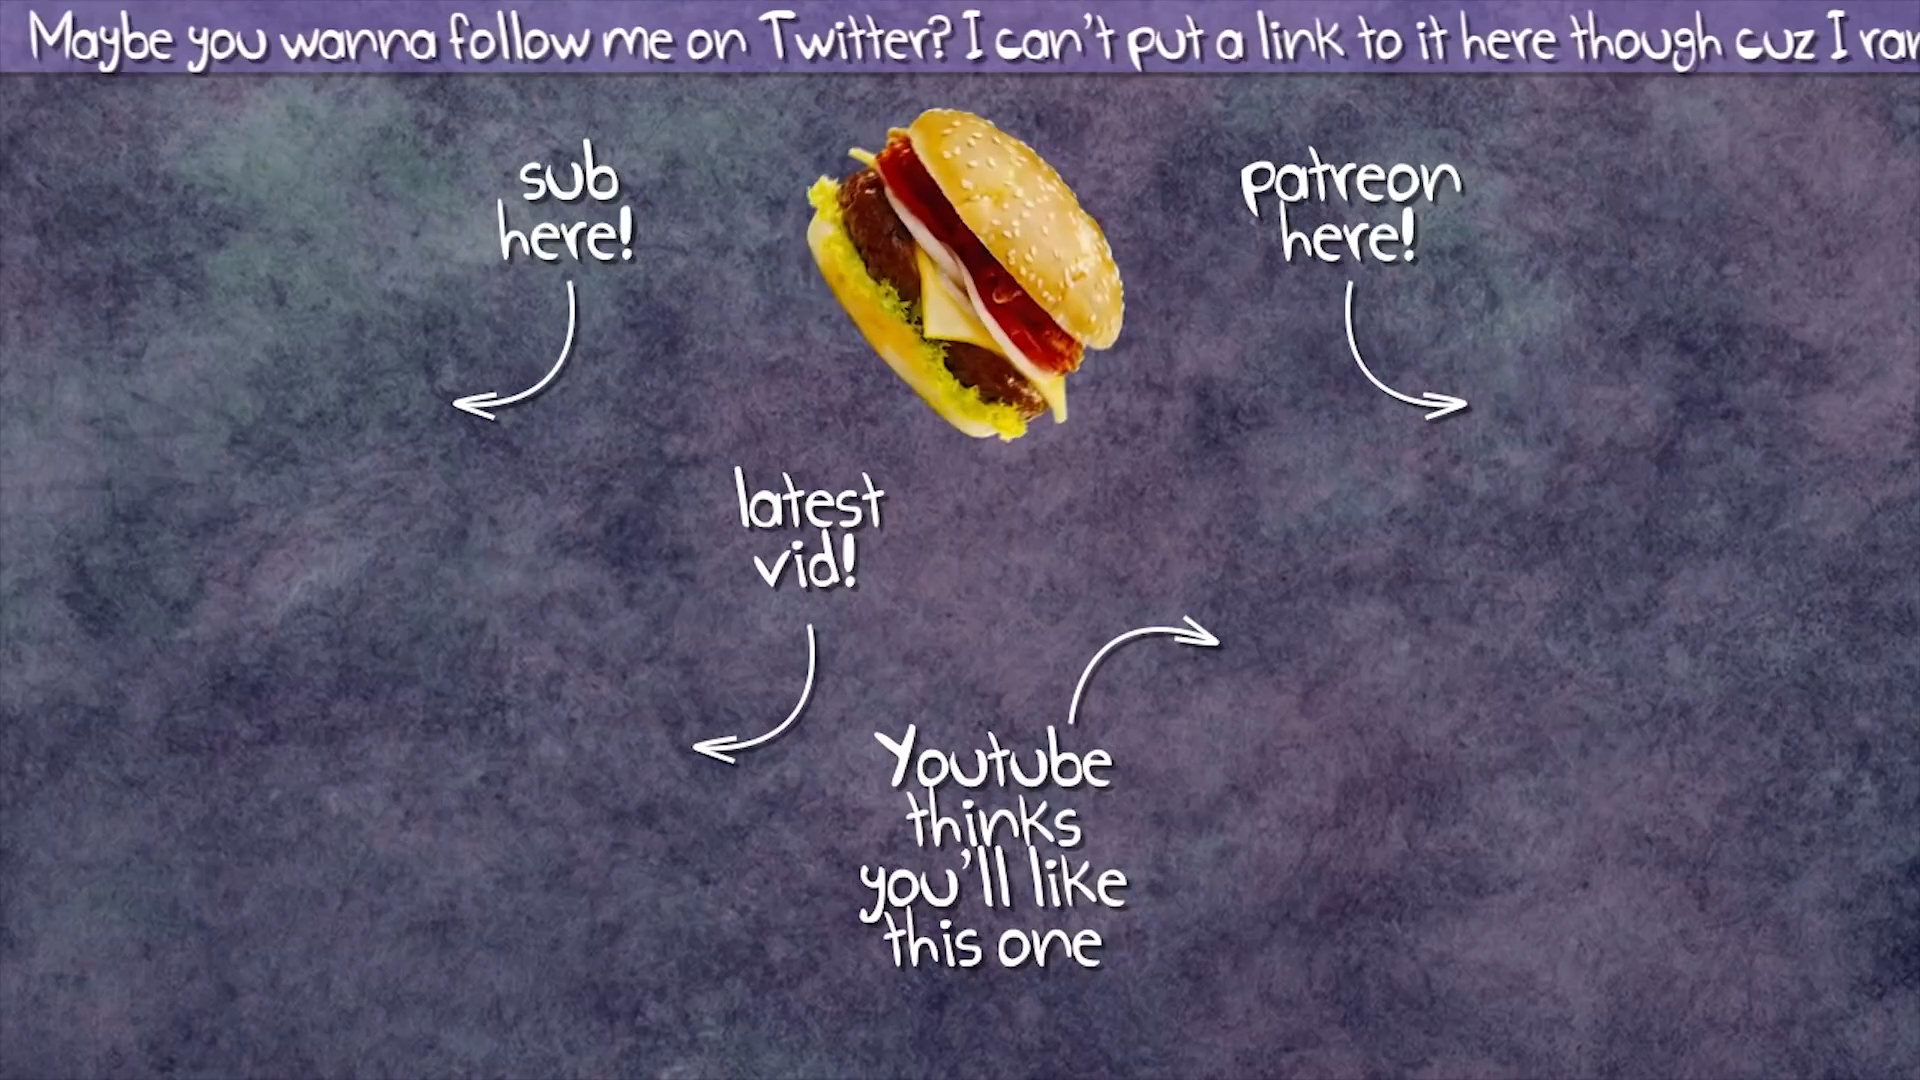 Maybe you wanna follow me on Twitter? I can't put a link to it here though cuz I
sub
here!
patreon
here!
latest
vid!
Youtube
thinks
you'll like
this one